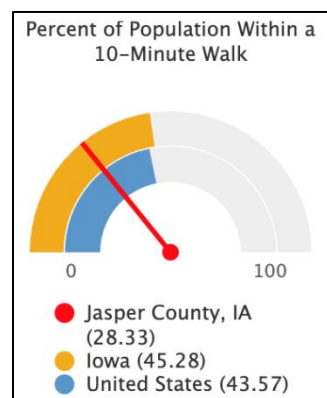 Percent of Population Within a
10-Minute Walk
0
100
Jasper County, IA
(28.33)
Iowa (45.28)
United States (43.57)